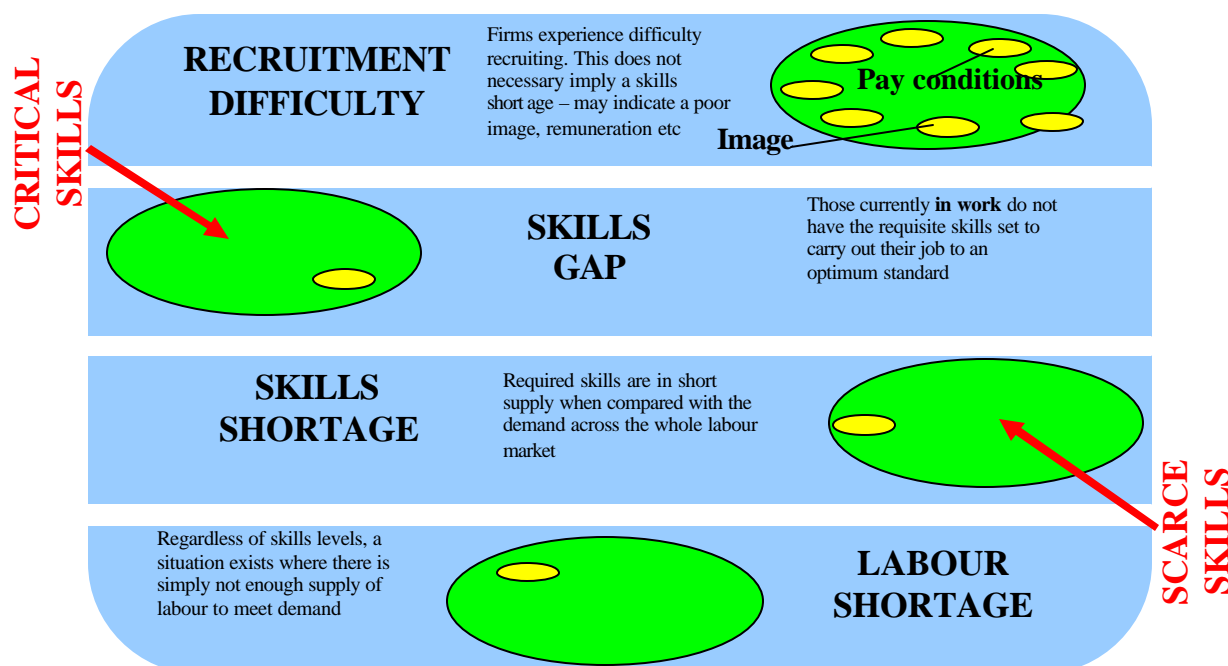 RECRUITMENT
DIFFICULTY
Firms experience difficulty
recruiting. This does not
necessary imply a skills
short age – may indicate a poor
image, remuneration etc
Pay conditions
Image
CRITICAL
SKILLS
SKILLS
GAP
Those currently in work do not
have the requisite skills set to
carry out their job to an
optimum standard
SKILLS
SHORTAGE
Required skills are in short
supply when compared with the
demand across the whole labour
market
SCARCE
SKILLS
Regardless of skills levels, a
situation exists where there is
simply not enough supply of
labour to meet demand
LABOUR
SHORTAGE